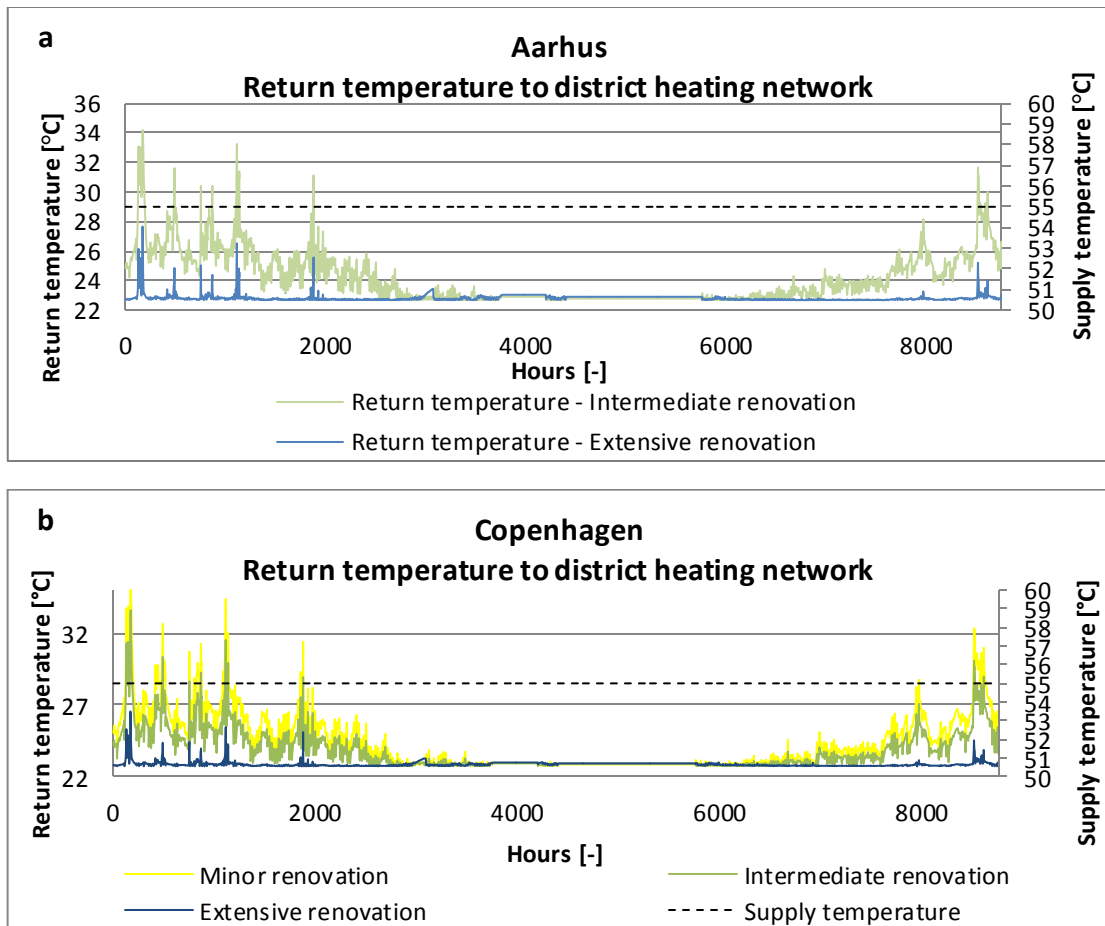 a
Aarhus
Return temperature to district heating network
Return temperature [°C]
36
34
32
30
28
26
24
22
60
59
58
57
56
55
54
53
52
51
50
Supply temperature [°C]
0 2000 4000 6000 8000
Hours [-]
Return temperature - Intermediate renovation
Return temperature - Extensive renovation
b
Copenhagen
Return temperature to district heating network
Return temperature [°C]
32
27
22
60
59
58
57
56
55
54
53
52
51
50
Supply temperature [°C]
0 2000 4000 6000 8000
Hours [-]
Minor renovation Intermediate renovation
Extensive renovation Supply temperature